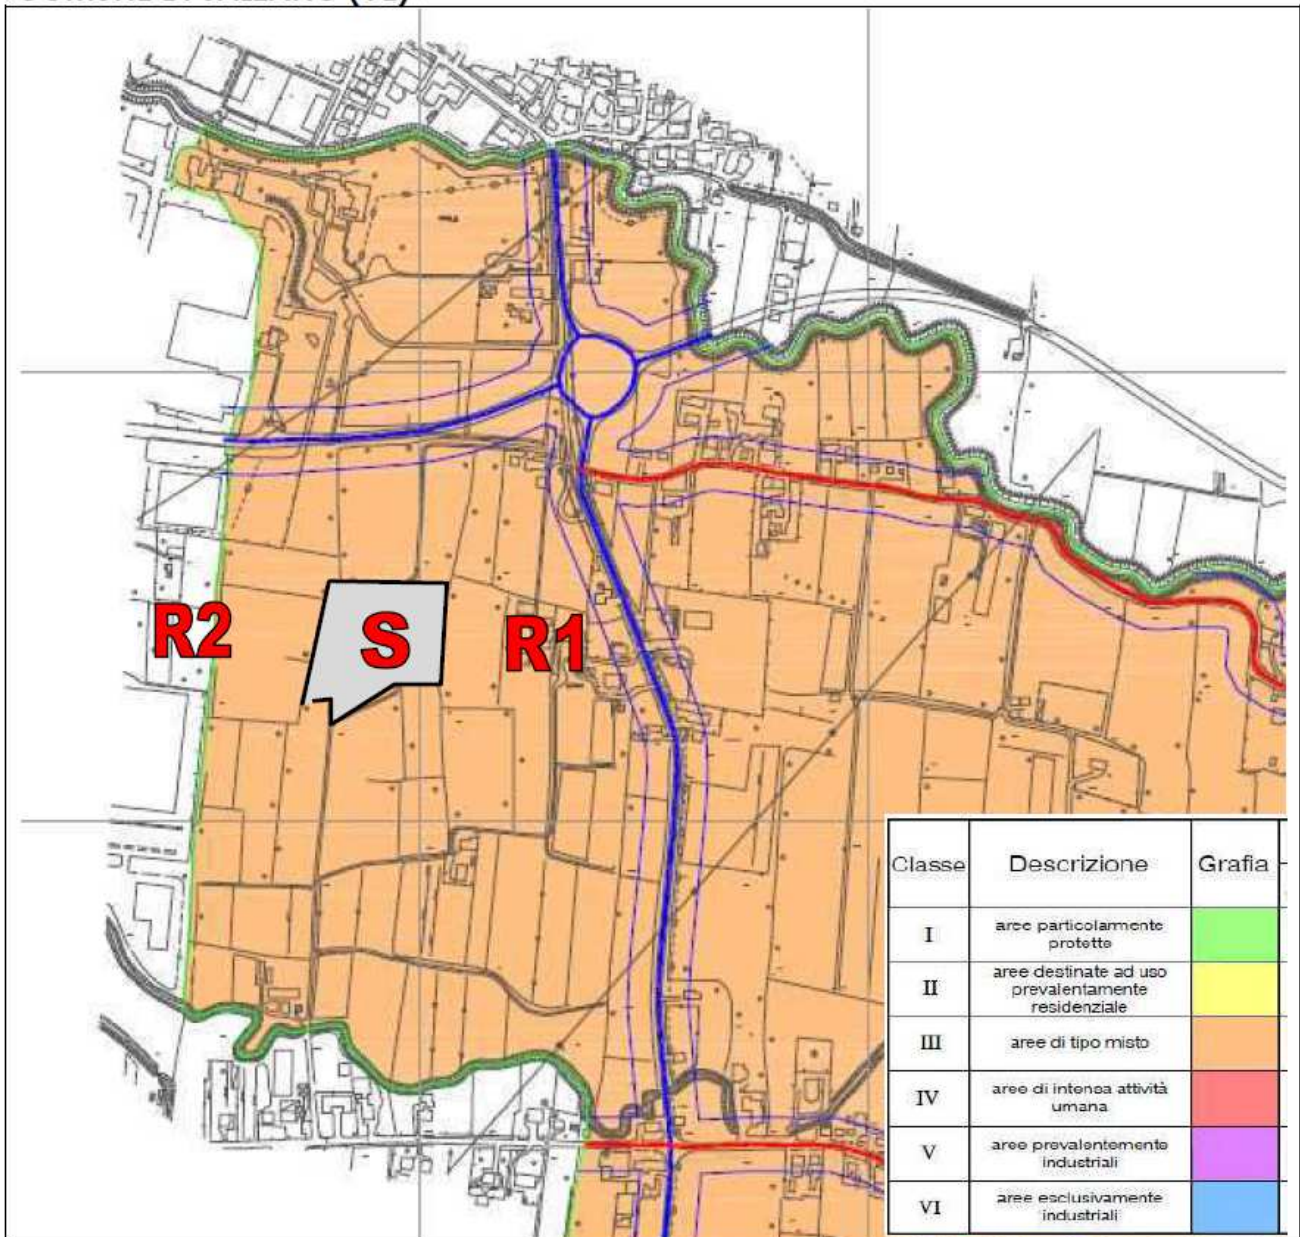 R2
S
R1
Classe Descrizione Grafia
I
aree particolarmente
protette
II
aree destinate ad uso
prevalentamente
residenziale
III
aree di tipo misto
IV
aree di intensa attività
umana
V
aree prevalentemente
industriali
VI
aree esclusivamente
industriali